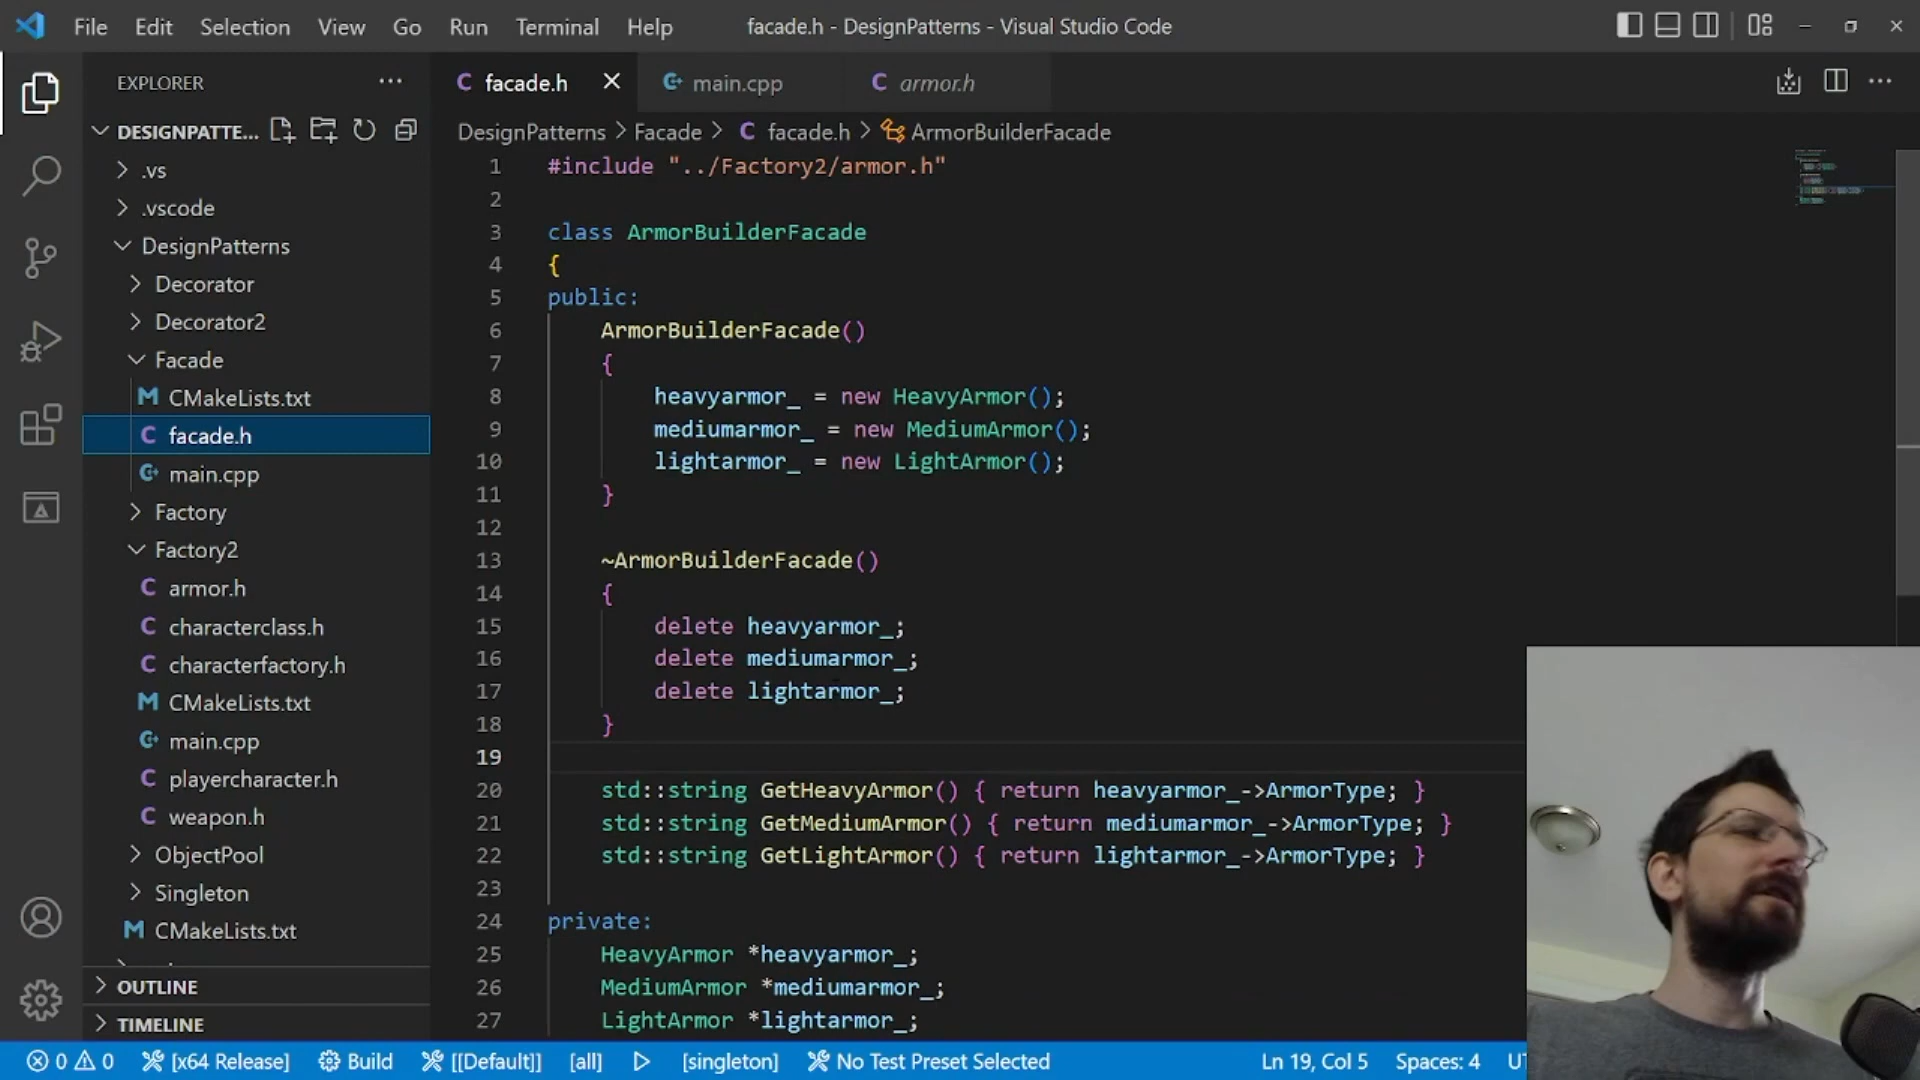 File Edit Selection View Go Run Terminal Help facade.h - DesignPatterns - Visual Studio Code
EXPLORER
DESIGNPATTE...
.vs
.vscode
DesignPatterns
Decorator
Decorator2
Facade
CMakeLists.txt
facade.h
main.cpp
Factory
Factory2
armor.h
characterclass.h
characterfactory.h
CMakeLists.txt
main.cpp
playercharacter.h
weapon.h
ObjectPool
Singleton
CMakeLists.txt
OUTLINE
TIMELINE
facade.h main.cpp armor.h
DesignPatterns > Facade > facade.h > ArmorBuilderFacade
1 #include "../Factory2/armor.h"
2
3 class ArmorBuilderFacade
4 {
5 public:
6 ArmorBuilderFacade()
7 {
8 heavyarmor_ = new HeavyArmor();
9 mediumarmor_ = new MediumArmor();
10 lightarmor_ = new LightArmor();
11 }
12
13 ~ArmorBuilderFacade()
14 {
15 delete heavyarmor_;
16 delete mediumarmor_;
17 delete lightarmor_;
18 }
19
20 std::string GetHeavyArmor() { return heavyarmor_->ArmorType; }
21 std::string GetMediumArmor() { return mediumarmor_->ArmorType; }
22 std::string GetLightArmor() { return lightarmor_->ArmorType; }
23
24 private:
25 HeavyArmor *heavyarmor_;
26 MediumArmor *mediumarmor_;
27 LightArmor *lightarmor_;
0 0 [x64 Release] Build [[Default]] [all] [singleton] No Test Preset Selected Ln 19, Col 5 Spaces: 4